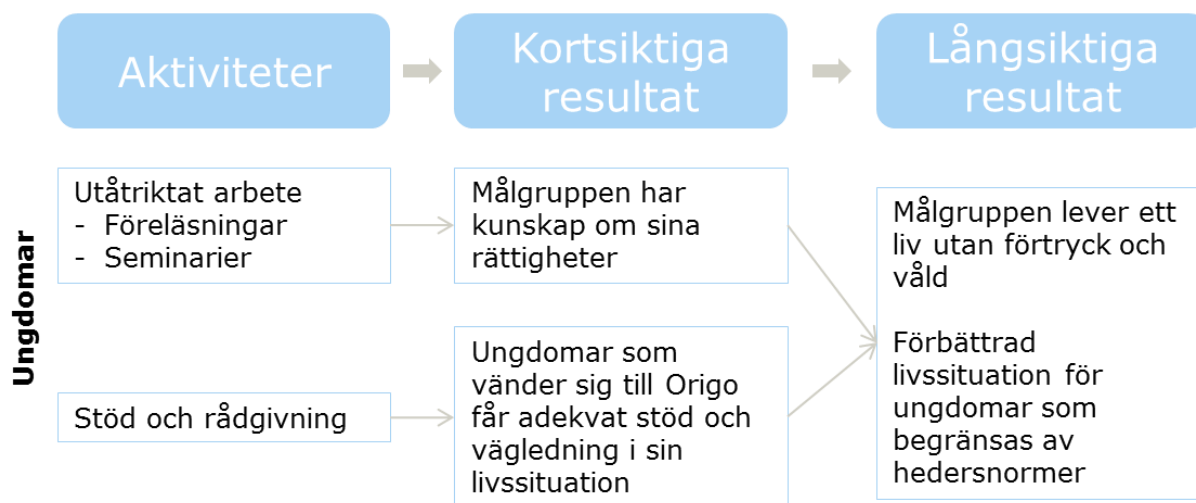 Aktiviteter
Kortsiktiga
resultat
Långsiktiga
resultat
Ungdomar
Utåtriktat arbete
- Föreläsningar
- Seminarier
Målgruppen har
kunskap om sina
rättigheter
Stöd och rådgivning
Ungdomar som
vänder sig till Origo
får adekvat stöd och
vägledning i sin
livssituation
Målgruppen lever ett
liv utan förtryck och
våld
Förbättrad
livssituation för
ungdomar som
begränsas av
hedersnormer